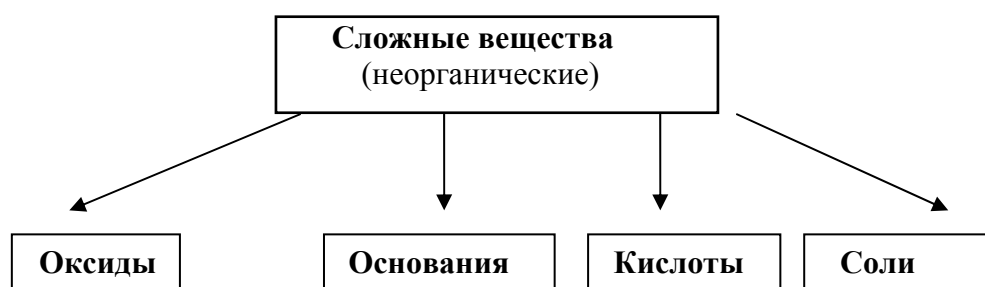 Сложные вещества
(неорганические)
Оксиды Основания Кислоты Соли